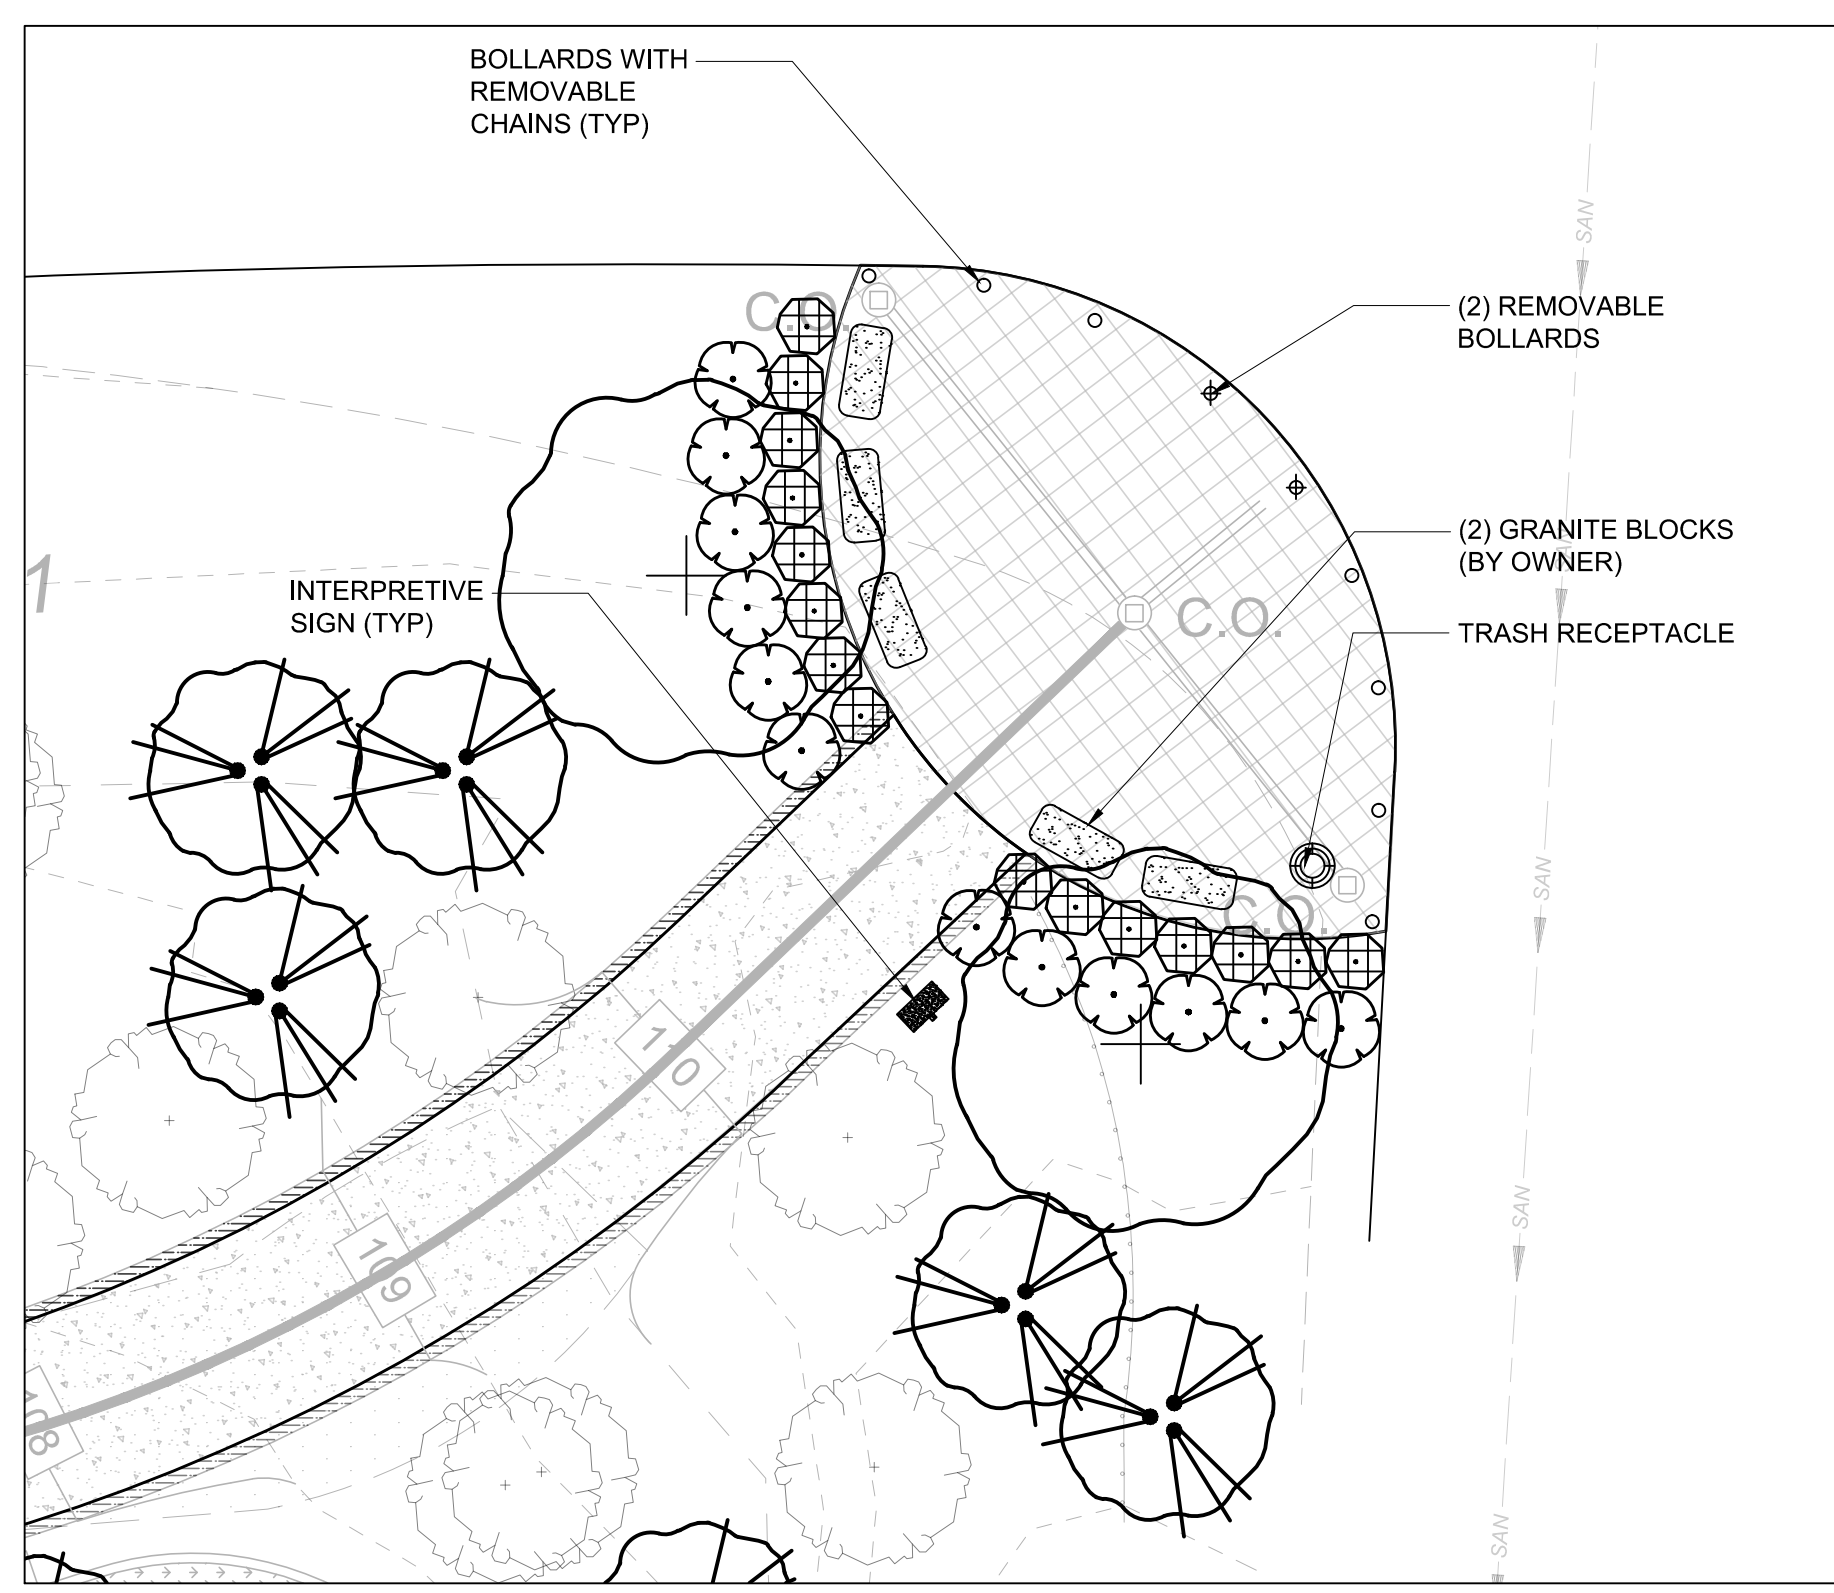 BOLLARDS WITH
REMOVABLE
CHAINS (TYP)
SAN
C.O.
(2) REMOVABLE
BOLLARDS
(2) GRANITE BLOCKS
(BY OWNER)
SAN
1
INTERPRETIVE
SIGN (TYP)
C.O.
TRASH RECEPTACLE
SAN
C.O.
110
SAN
109
108
SAN